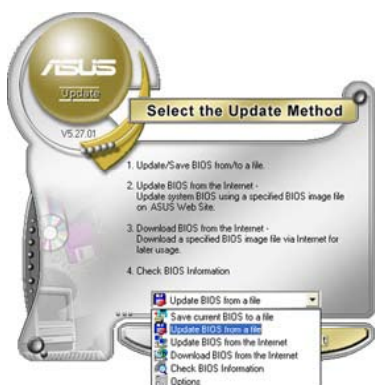 ASUS
Update
V5.27.01
Select the Update Method
1. Update/Save BIOS from/to a file.
2. Update BIOS from the Internet -
Update system BIOS using a specified BIOS image file
on ASUS Web Site.
3. Download BIOS from the Internet -
Download a specified BIOS image file via Internet for
later usage.
4. Check BIOS Information
Update BIOS from a file
Save current BIOS to a file
Update BIOS from a file
Update BIOS from the Internet
Download BIOS from the Internet
Check BIOS Information
Options